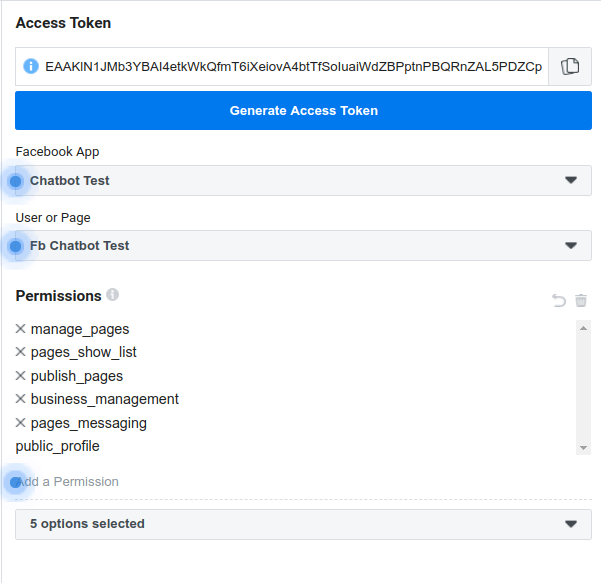 Access Token
EAAKIN1JMb3YBAI4etkWkQfmT6iXeiovA4btTfSoIuaiWdZBPptnPBQRnZAL5PDZCp
Generate Access Token
Facebook App
Chatbot Test
User or Page
Fb Chatbot Test
Permissions
manage_pages
pages_show_list
publish_pages
business_management
pages_messaging
public_profile
Add a Permission
5 options selected